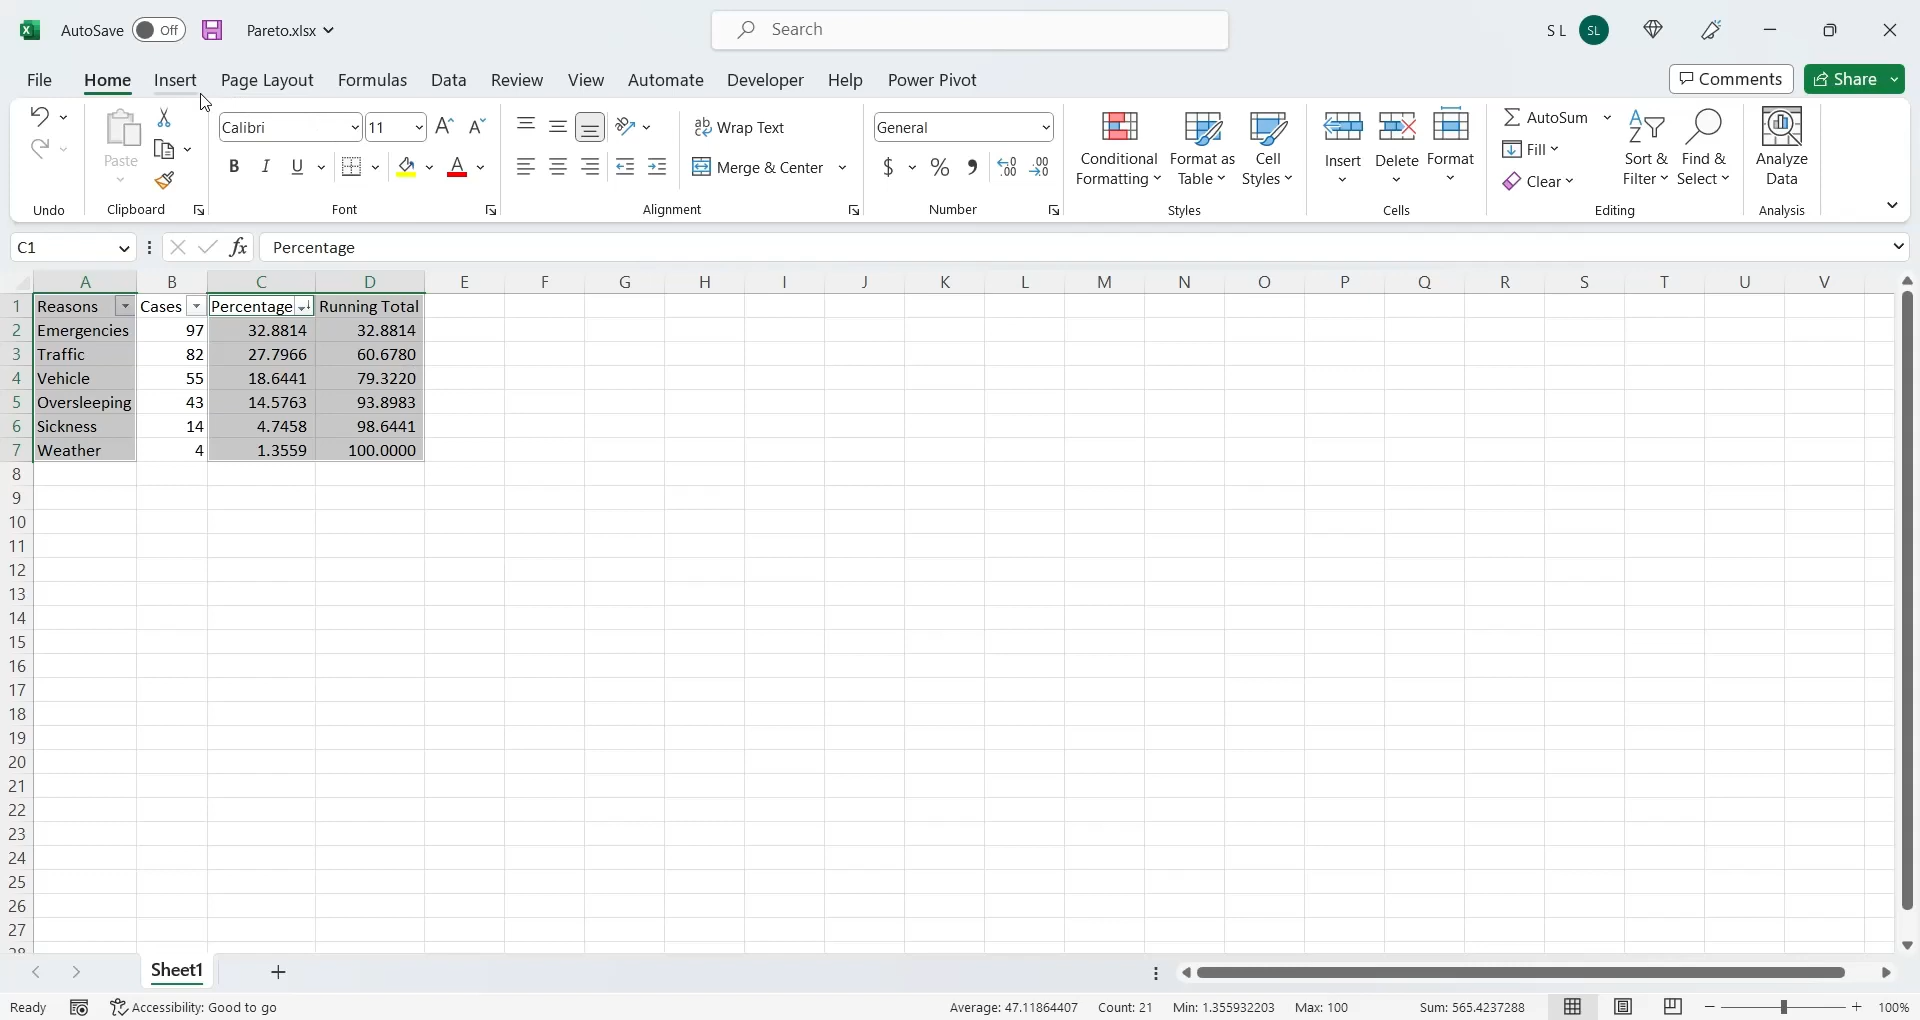 AutoSave Off Pareto.xlsx Search S L SL
File Home Insert Page Layout Formulas Data Review View Automate Developer Help Power Pivot Comments Share
Paste Calibri 11 Wrap Text General Conditional Formatting Format as Table Cell Styles Insert Delete Format AutoSum Sort & Filter Find & Select Analyze Data
B I U Merge & Center $ % Fill
Clear
Undo Clipboard Font Alignment Number Styles Cells Editing Analysis
C1 fx Percentage
A B C D E F G H I J K L M N O P Q R S T U V
1 Reasons Cases Percentage Running Total
2 Emergencies 97 32.8814 32.8814
3 Traffic 82 27.7966 60.6780
4 Vehicle 55 18.6441 79.3220
5 Oversleeping 43 14.5763 93.8983
6 Sickness 14 4.7458 98.6441
7 Weather 4 1.3559 100.0000
8
9
10
11
12
13
14
15
16
17
18
19
20
21
22
23
24
25
26
27
28
Sheet1
Ready Accessibility: Good to go Average: 47.11864407 Count: 21 Min: 1.355932203 Max: 100 Sum: 565.4237288 100%